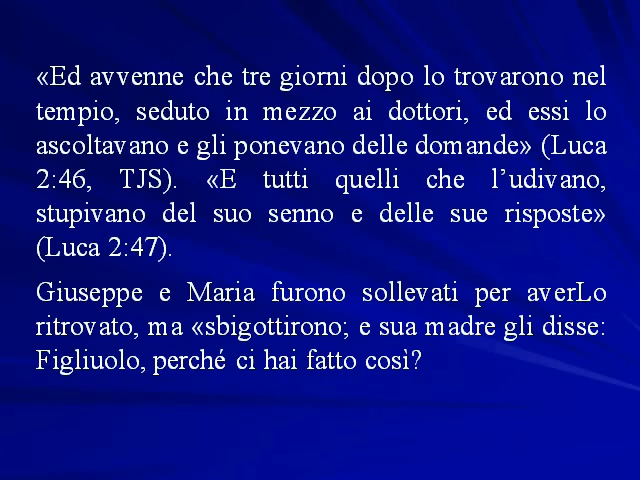 «Ed avvenne che tre giorni dopo lo trovarono nel
tempio, seduto in mezzo ai dottori, ed essi lo
ascoltavano e gli ponevano delle domande» (Luca
2:46, TJS). «E tutti quelli che l’udivano,
stupivano del suo senno e delle sue risposte»
(Luca 2:47).
Giuseppe e Maria furono sollevati per averLo
ritrovato, ma «sbigottirono; e sua madre gli disse:
Figliuolo, perché ci hai fatto così?